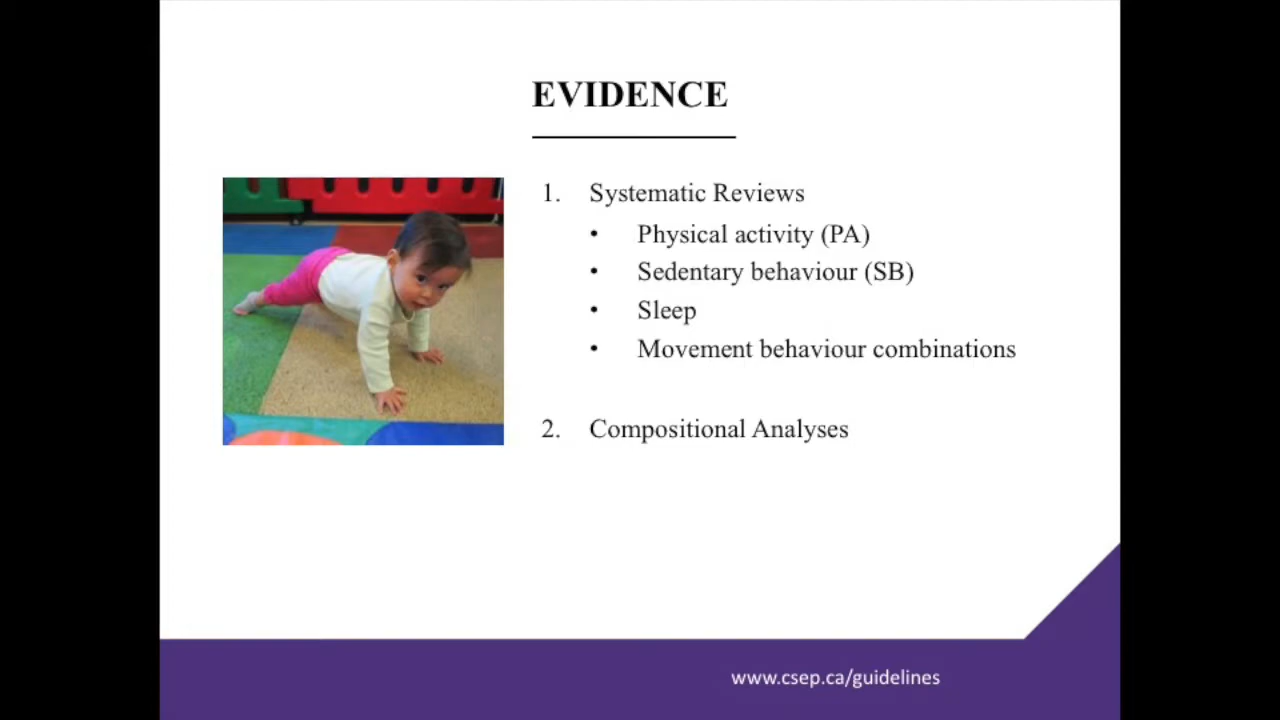 EVIDENCE
1. Systematic Reviews
• Physical activity (PA)
• Sedentary behaviour (SB)
• Sleep
• Movement behaviour combinations
2. Compositional Analyses
www.csep.ca/guidelines